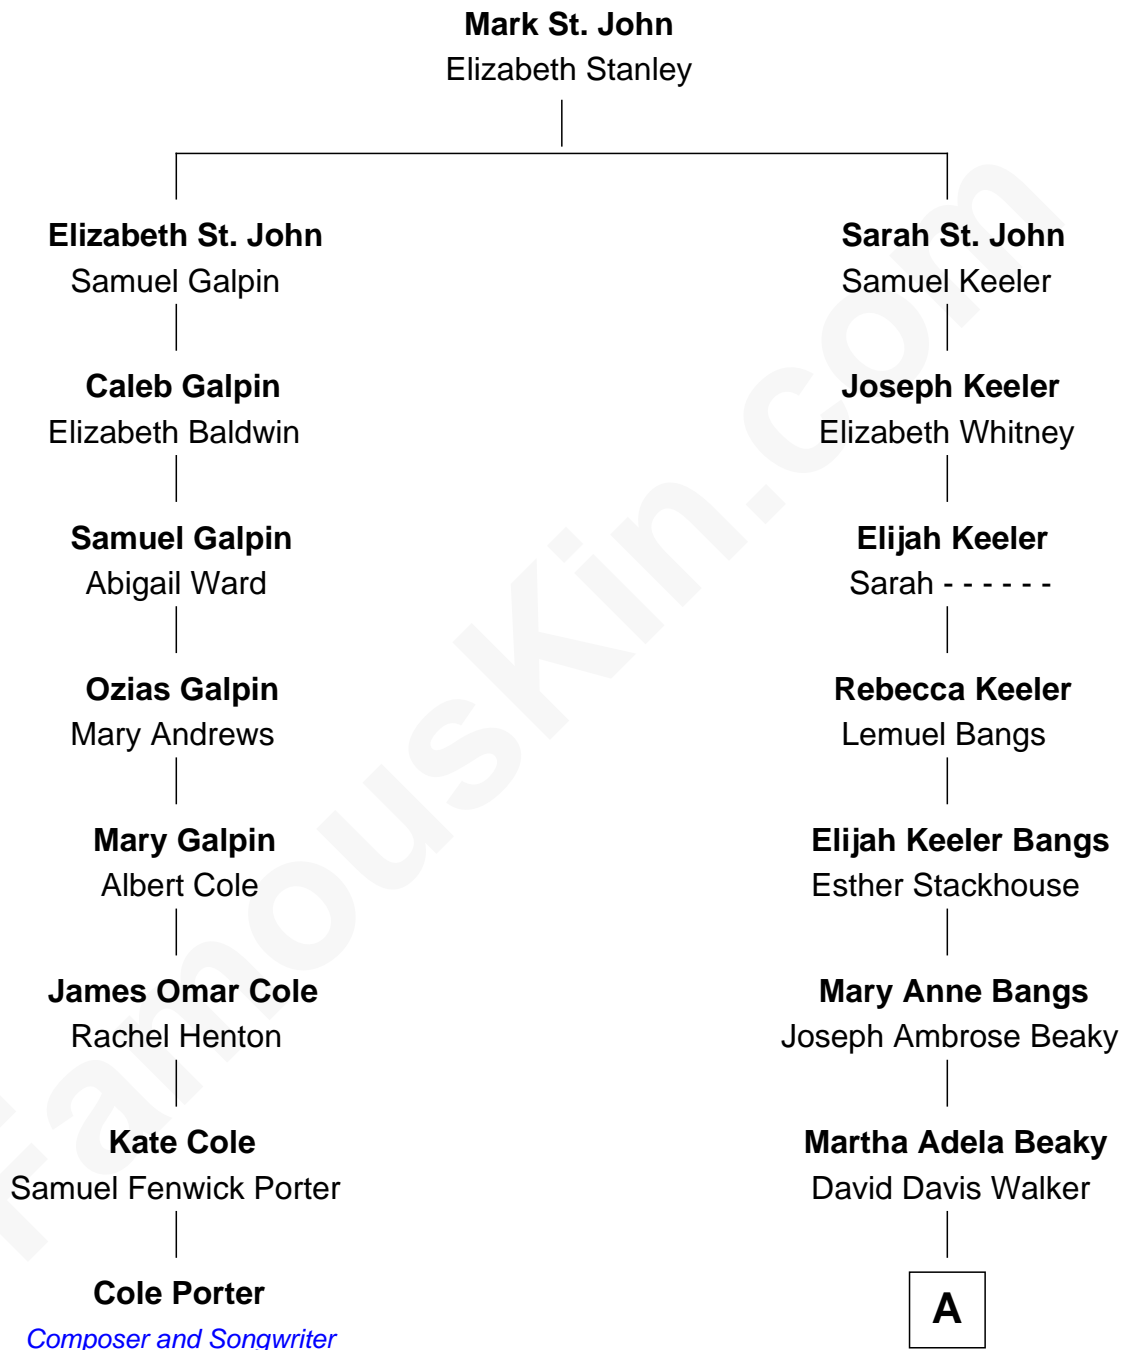 Mark St. John
Elizabeth Stanley
Elizabeth St. John
Samuel Galpin
Caleb Galpin
Elizabeth Baldwin
Samuel Galpin
Abigail Ward
Ozias Galpin
Mary Andrews
Mary Galpin
Albert Cole
James Omar Cole
Rachel Henton
Kate Cole
Samuel Fenwick Porter
Cole Porter
Composer and Songwriter
Sarah St. John
Samuel Keeler
Joseph Keeler
Elizabeth Whitney
Elijah Keeler
Sarah - - - - - -
Rebecca Keeler
Lemuel Bangs
Elijah Keeler Bangs
Esther Stackhouse
Mary Anne Bangs
Joseph Ambrose Beaky
Martha Adela Beaky
David Davis Walker
A
FamousKin.com